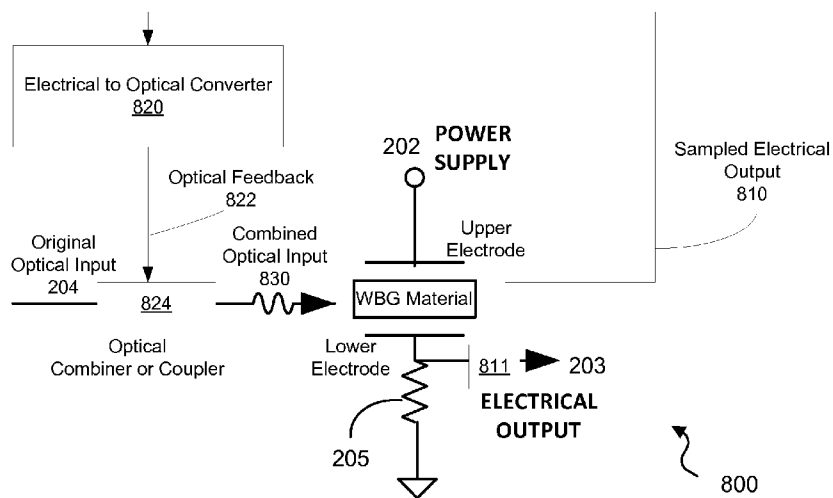 Electrical to Optical Converter
820
POWER
SUPPLY
202
Sampled Electrical
Output
810
Optical Feedback
822
Original
Optical Input
204
Combined
Optical Input
830
Upper
Electrode
824
WBG Material
Optical
Combiner or Coupler
Lower
Electrode
811
203
ELECTRICAL
OUTPUT
205
800